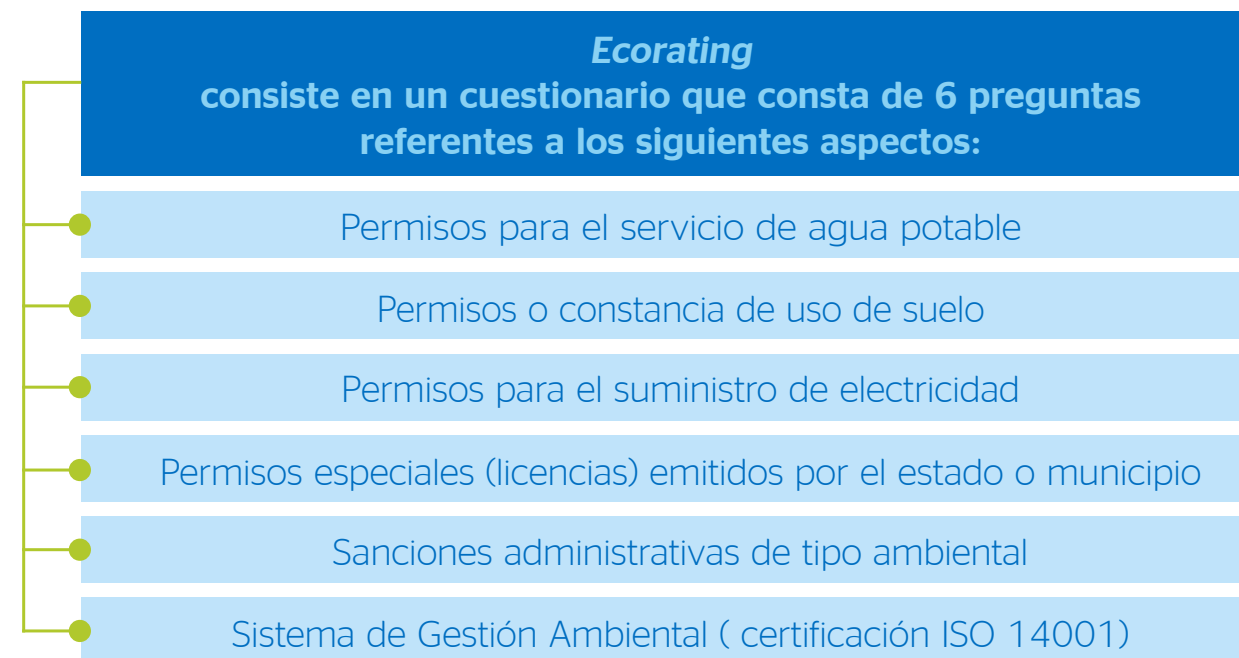 Ecorating
consiste en un cuestionario que consta de 6 preguntas
referentes a los siguientes aspectos:
Permisos para el servicio de agua potable
Permisos o constancia de uso de suelo
Permisos para el suministro de electricidad
Permisos especiales (licencias) emitidos por el estado o municipio
Sanciones administrativas de tipo ambiental
Sistema de Gestión Ambiental ( certificación ISO 14001)